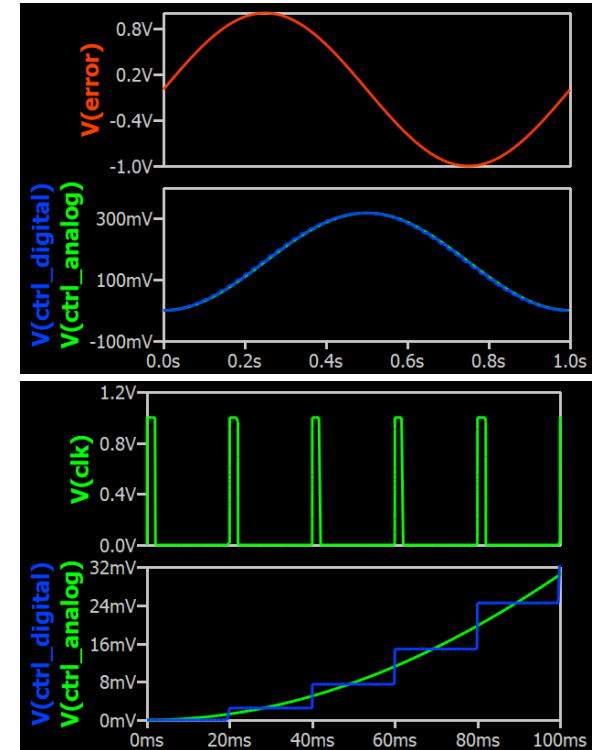 V(error)
0.8V
0.2V
-0.4V
-1.0V
V(ctrl_digital)
V(ctrl_analog)
300mV
100mV
-100mV
0.0s 0.2s 0.4s 0.6s 0.8s 1.0s
V(clk)
1.2V
0.8V
0.4V
0.0V
V(ctrl_digital)
V(ctrl_analog)
32mV
24mV
16mV
8mV
0mV
0ms 20ms 40ms 60ms 80ms 100ms